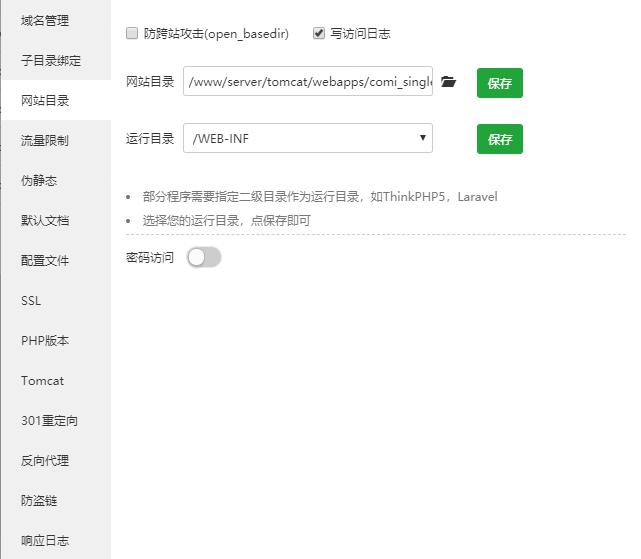 域名管理
子目录绑定
网站目录
流量限制
伪静态
默认文档
配置文件
SSL
PHP版本
Tomcat
301重定向
反向代理
防盗链
响应日志
防跨站攻击(open_basedir) 写访问日志
网站目录 /www/server/tomcat/webapps/comi_single 保存
运行目录 /WEB-INF 保存
部分程序需要指定二级目录作为运行目录，如ThinkPHP5，Laravel
选择您的运行目录，点保存即可
密码访问